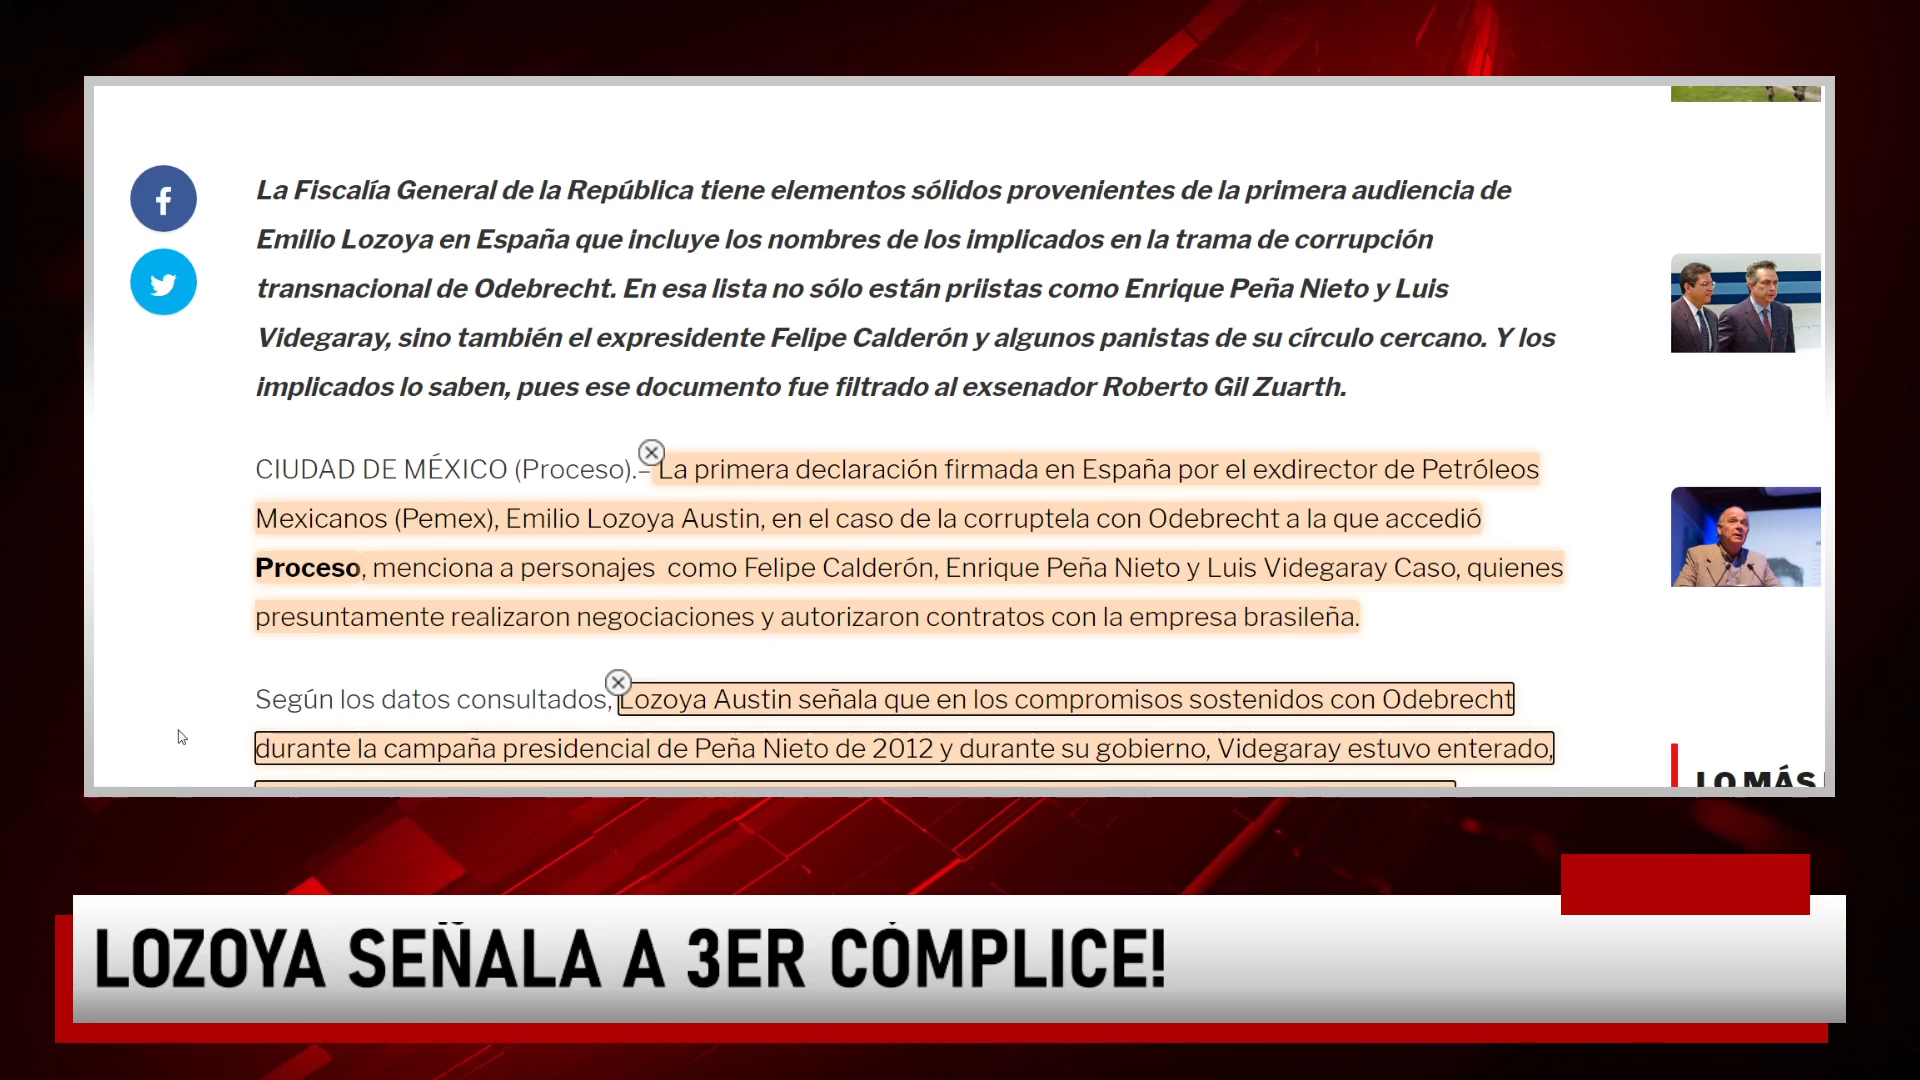 La Fiscalía General de la República tiene elementos sólidos provenientes de la primera audiencia de
Emilio Lozoya en España que incluye los nombres de los implicados en la trama de corrupción
transnacional de Odebrecht. En esa lista no sólo están priistas como Enrique Peña Nieto y Luis
Videgaray, sino también el expresidente Felipe Calderón y algunos panistas de su círculo cercano. Y los
implicados lo saben, pues ese documento fue filtrado al exsenador Roberto Gil Zuarth.
CIUDAD DE MÉXICO (Proceso).– La primera declaración firmada en España por el exdirector de Petróleos
Mexicanos (Pemex), Emilio Lozoya Austin, en el caso de la corruptela con Odebrecht a la que accedió
Proceso, menciona a personajes como Felipe Calderón, Enrique Peña Nieto y Luis Videgaray Caso, quienes
presuntamente realizaron negociaciones y autorizaron contratos con la empresa brasileña.
Según los datos consultados, Lozoya Austin señala que en los compromisos sostenidos con Odebrecht
durante la campaña presidencial de Peña Nieto de 2012 y durante su gobierno, Videgaray estuvo enterado,
LO MÁS
LOZOYA SEÑALA A 3ER CÓMPLICE!